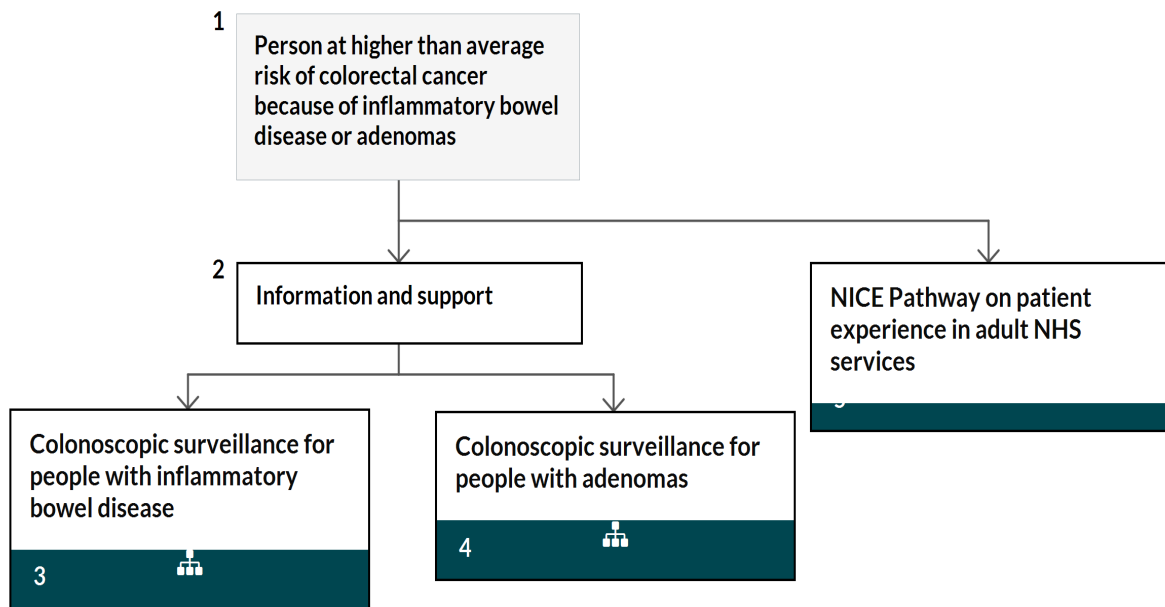 1
Person at higher than average
risk of colorectal cancer
because of inflammatory bowel
disease or adenomas
2
Information and support
NICE Pathway on patient
experience in adult NHS
services
Colonoscopic surveillance for
people with inflammatory
bowel disease
3
Colonoscopic surveillance for
people with adenomas
4